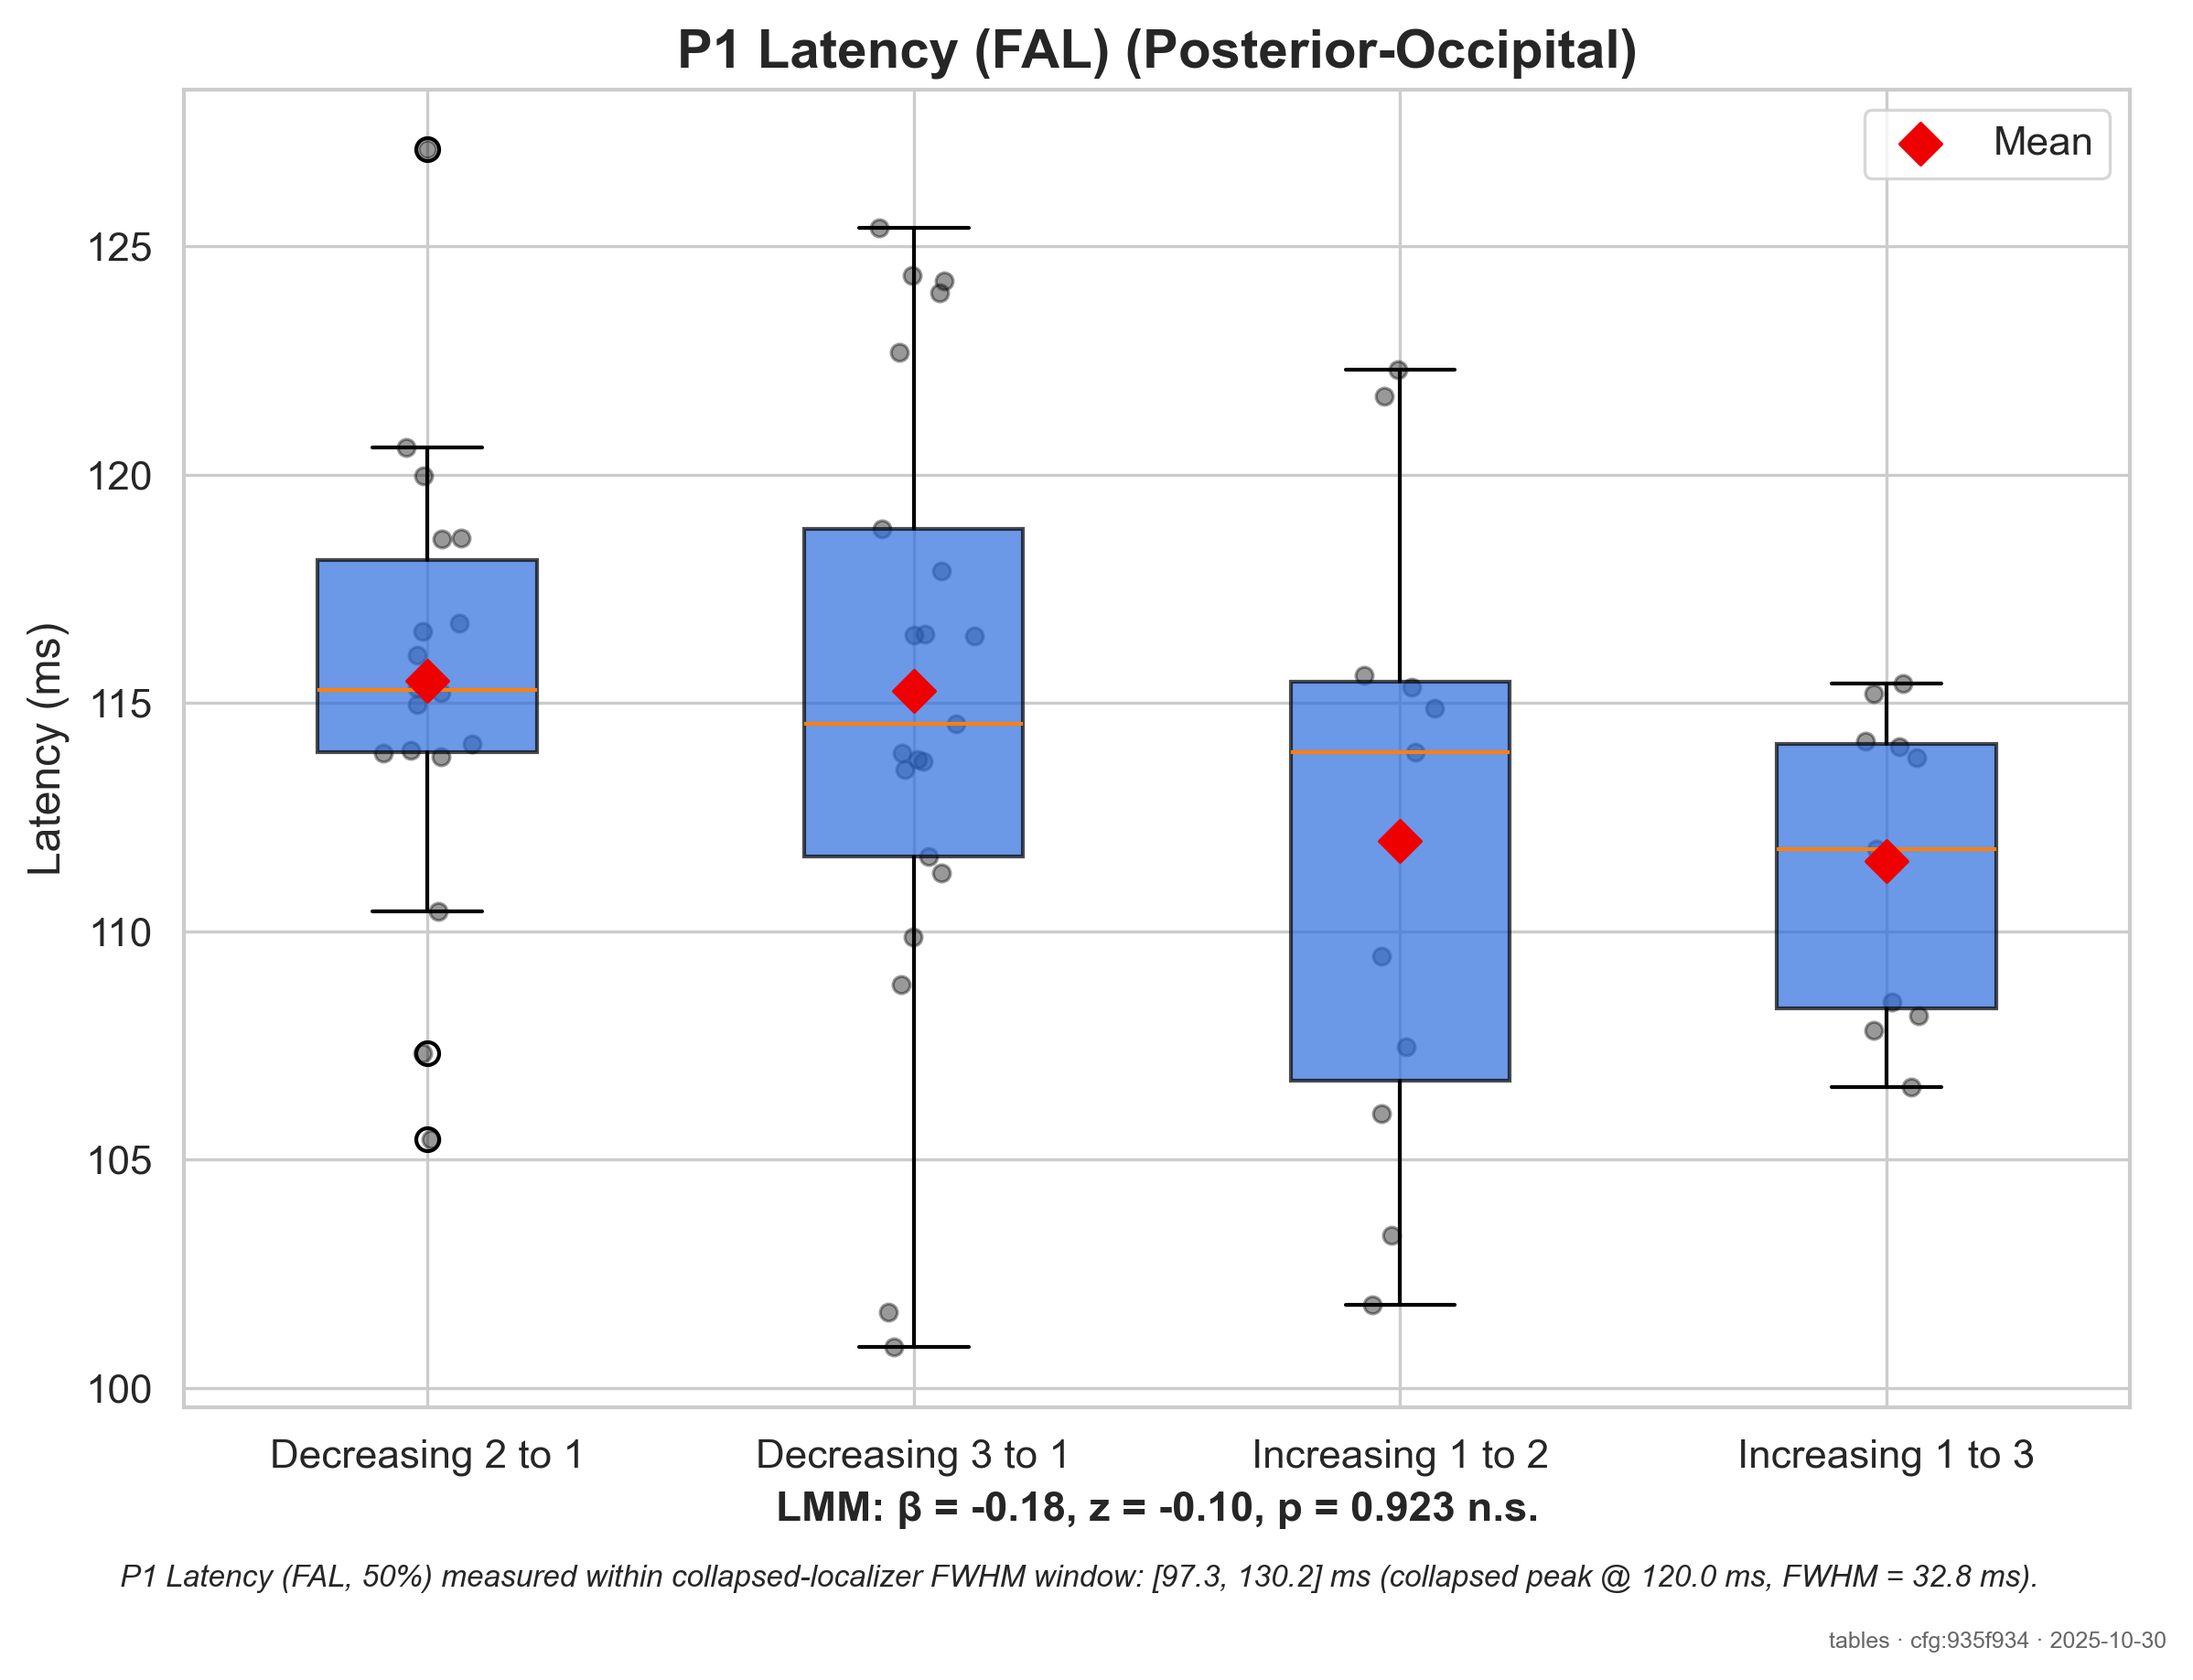 P1 Latency (FAL) (Posterior-Occipital)
Mean
Latency (ms)
125
120
115
110
105
100
Decreasing 2 to 1
Decreasing 3 to 1
Increasing 1 to 2
Increasing 1 to 3
LMM: β = -0.18, z = -0.10, p = 0.923 n.s.
P1 Latency (FAL, 50%) measured within collapsed-localizer FWHM window: [97.3, 130.2] ms (collapsed peak @ 120.0 ms, FWHM = 32.8 ms).
tables · cfg:935f934 · 2025-10-30